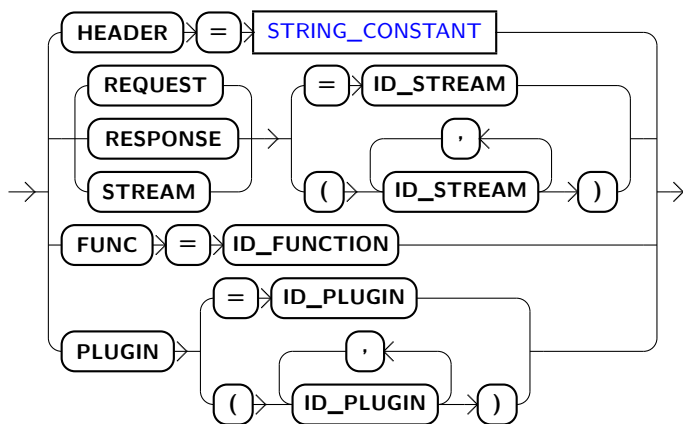 HEADER = STRING_CONSTANT
REQUEST
= ID_STREAM
RESPONSE
,
STREAM
( ID_STREAM )
FUNC = ID_FUNCTION
= ID_PLUGIN
PLUGIN
,
( ID_PLUGIN )